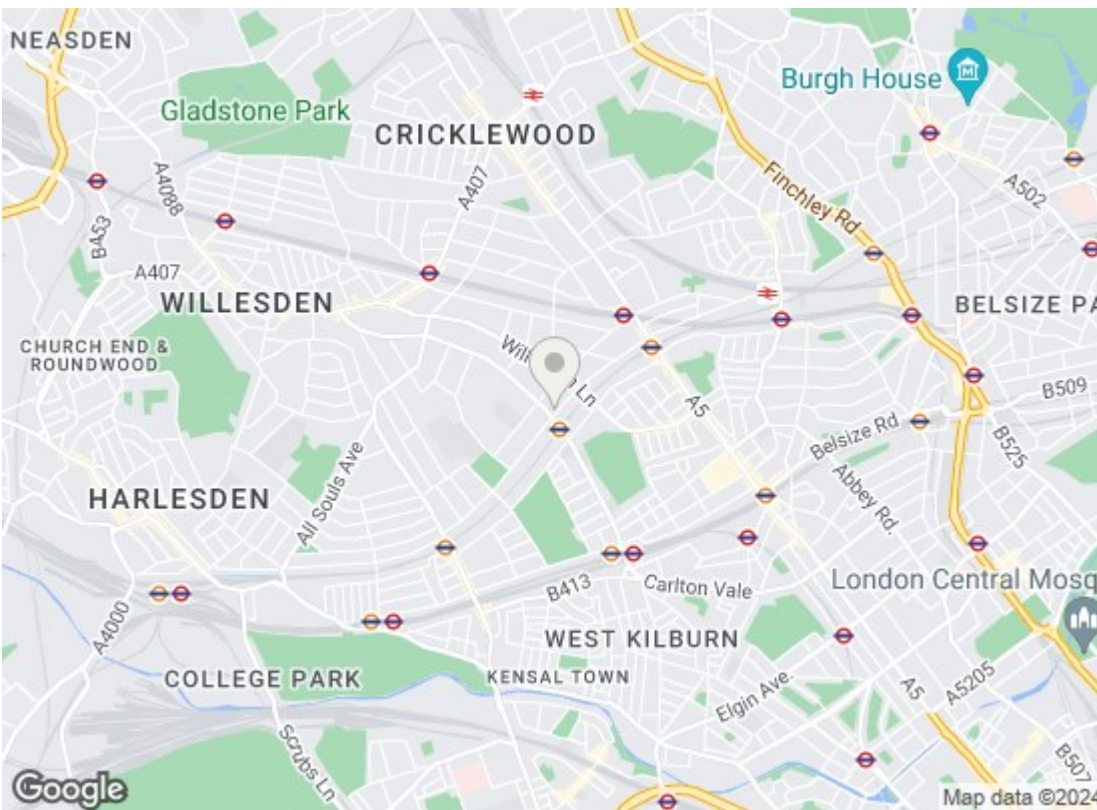 NEASDEN
Gladstone Park
CRICKLEWOOD
Burgh House
A4088
A407
Finchley Rd
A502
B453
A407
WILLESDEN
BELSIZE PA
CHURCH END &
ROUNDWOOD
Ln
A5
B509
Belsize Rd
B525
HARLESDEN
All Souls Ave
Abbey Rd.
B413
Carlton Vale
London Central Mosq
A4000
WEST KILBURN
COLLEGE PARK
KENSAL TOWN
Elgin Ave.
A5
A5205
Scrubs Ln
B507
Google
Map data ©2024